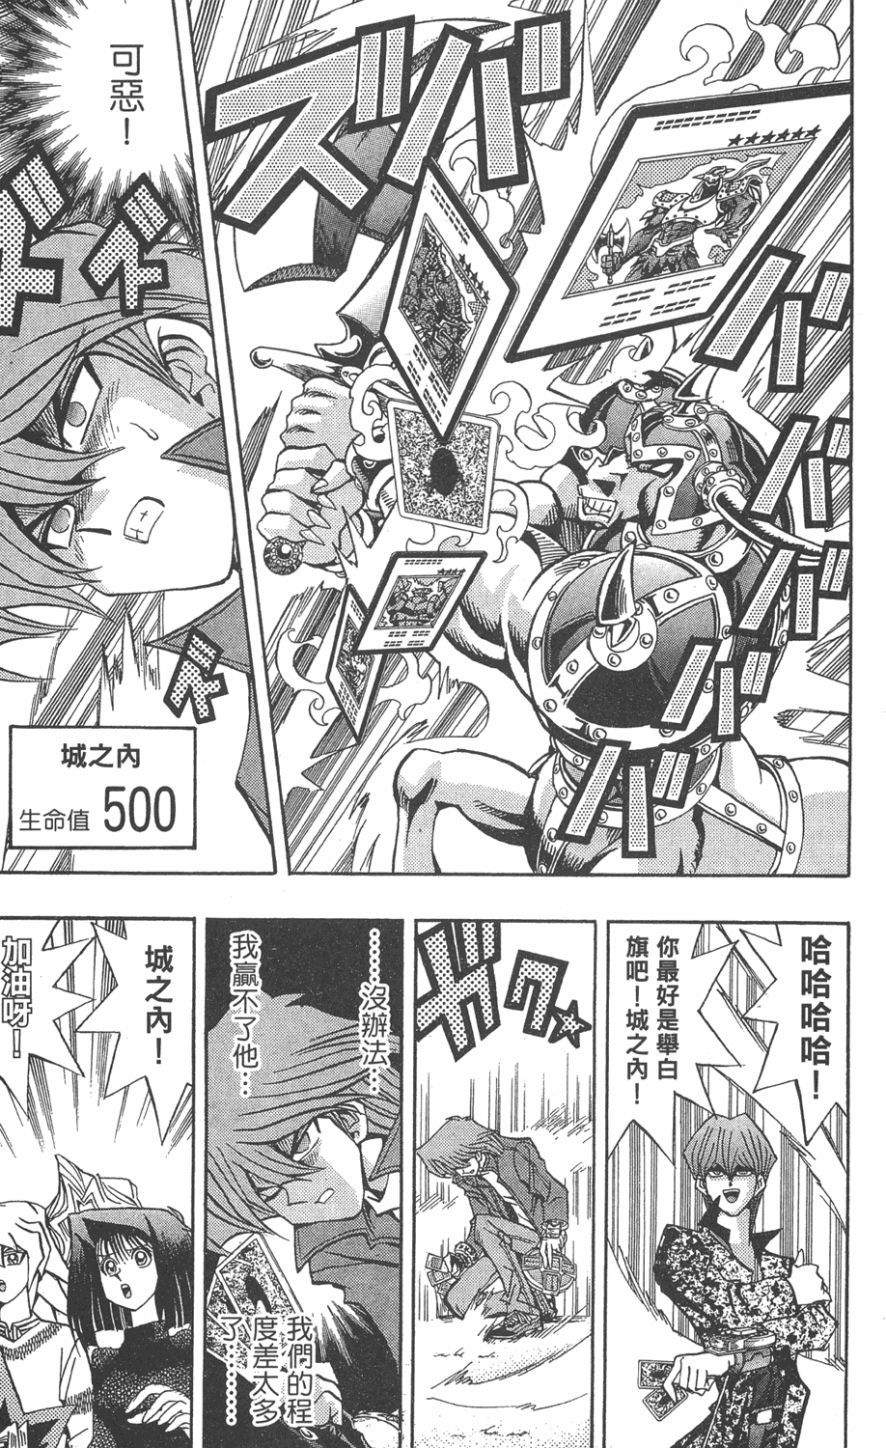 ズバ
バババ
バババ
可惡！
ドドド
城之內
生命值 500
哈哈哈哈！
你最好是舉白
旗吧！城之內！
ガク
……沒辦法…
我贏不了他…
我們的程
度差太多
了………
城之內！
加油呀！